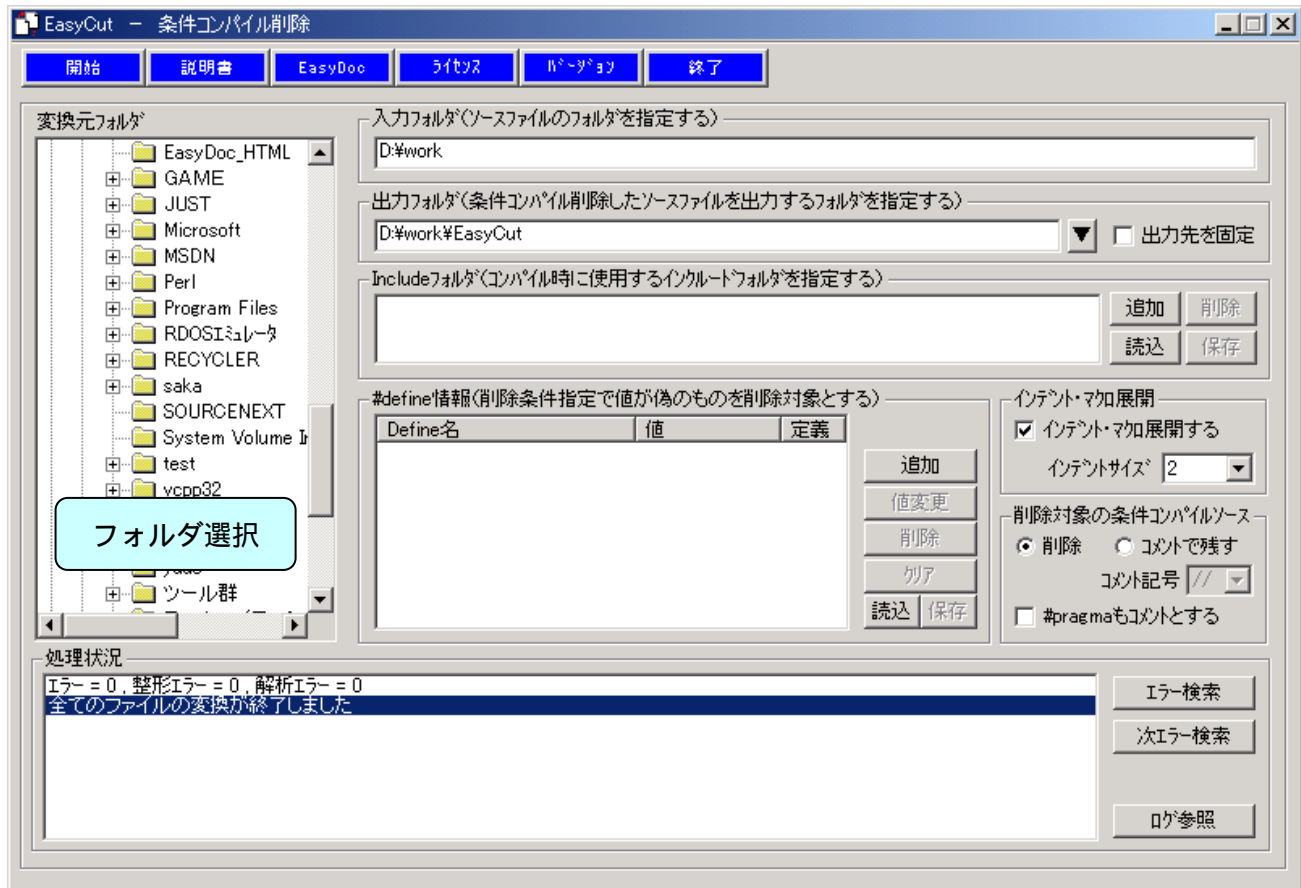 EasyCut － 条件コンパイル削除
開始 説明書 EasyDoc ﾗｲｾﾝｽ ﾊﾞｰｼﾞｮﾝ 終了
変換元ﾌｫﾙﾀﾞ
EasyDoc_HTML
GAME
JUST
Microsoft
MSDN
Perl
Program Files
RDOSｴﾐｭﾚｰﾀ
RECYCLER
saka
SOURCENEXT
System Volume
test
vcpp32
フォルダ選択
ツール群
入力ﾌｫﾙﾀﾞ(ｿｰｽﾌｧｲﾙのﾌｫﾙﾀﾞを指定する)
D:¥work
出力ﾌｫﾙﾀﾞ(条件ｺﾝﾊﾟｲﾙ削除したｿｰｽﾌｧｲﾙを出力するﾌｫﾙﾀﾞを指定する)
D:¥work¥EasyCut
▼ 出力先を固定
Includeﾌｫﾙﾀﾞ(ｺﾝﾊﾟｲﾙ時に使用するｲﾝｸﾙｰﾄﾞﾌｫﾙﾀﾞを指定する)
追加 削除
読込 保存
#define情報(削除条件指定で値が偽のものを削除対象とする)
Define名 値 定義
追加
値変更
削除
ｸﾘｱ
読込 保存
ｲﾝﾃﾞﾝﾄ･ﾏｸﾛ展開
ｲﾝﾃﾞﾝﾄ･ﾏｸﾛ展開する
ｲﾝﾃﾞﾝﾄｻｲｽﾞ 2
削除対象の条件ｺﾝﾊﾟｲﾙｿｰｽ
削除 ｺﾒﾝﾄで残す
ｺﾒﾝﾄ記号 //
#pragmaもｺﾒﾝﾄとする
処理状況
ｴﾗｰ = 0 , 整形ｴﾗｰ = 0 , 解析ｴﾗｰ = 0
全てのファイルの変換が終了しました
ｴﾗｰ検索
次ｴﾗｰ検索
ﾛｸﾞ参照